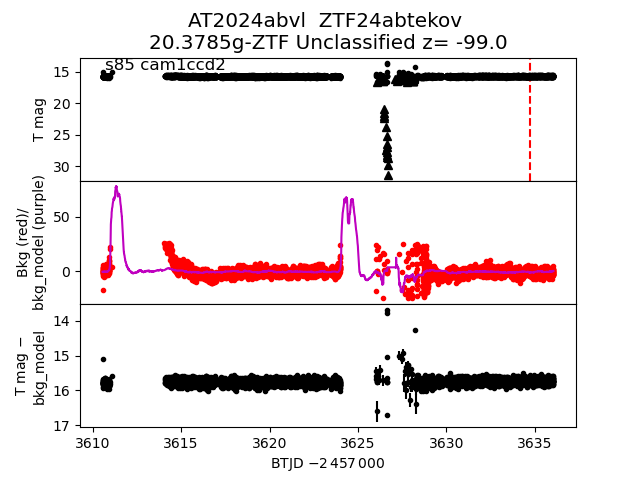 AT2024abvl  ZTF24abtekov
20.3785g-ZTF Unclassified z= -99.0
s85 cam1ccd2
15
20
25
30
T mag
50
0
Bkg (red)/
bkg_model (purple)
14
15
16
17
T mag −
bkg_model
3610
3615
3620
3625
3630
3635
BTJD −2 457 000